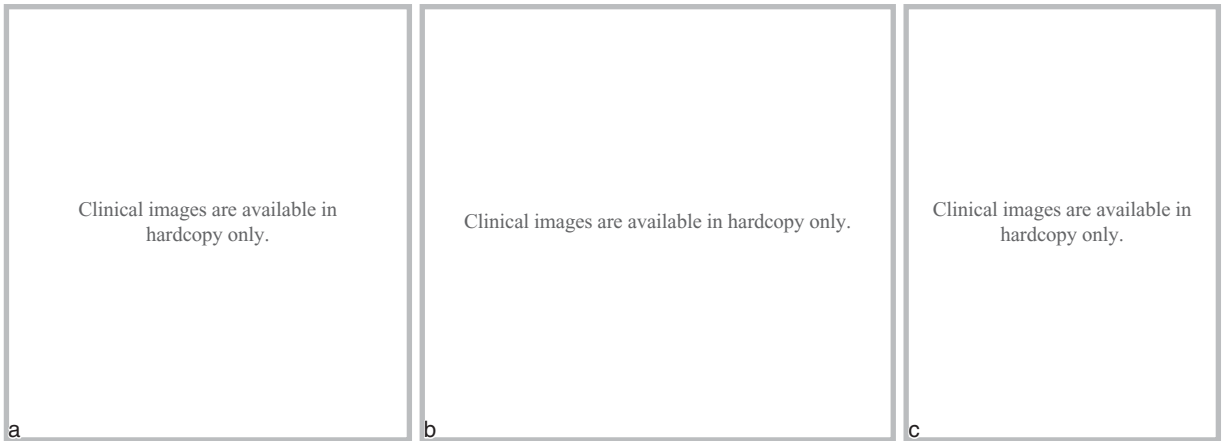 Clinical images are available in
hardcopy only.
a
Clinical images are available in hardcopy only.
b
Clinical images are available in
hardcopy only.
c